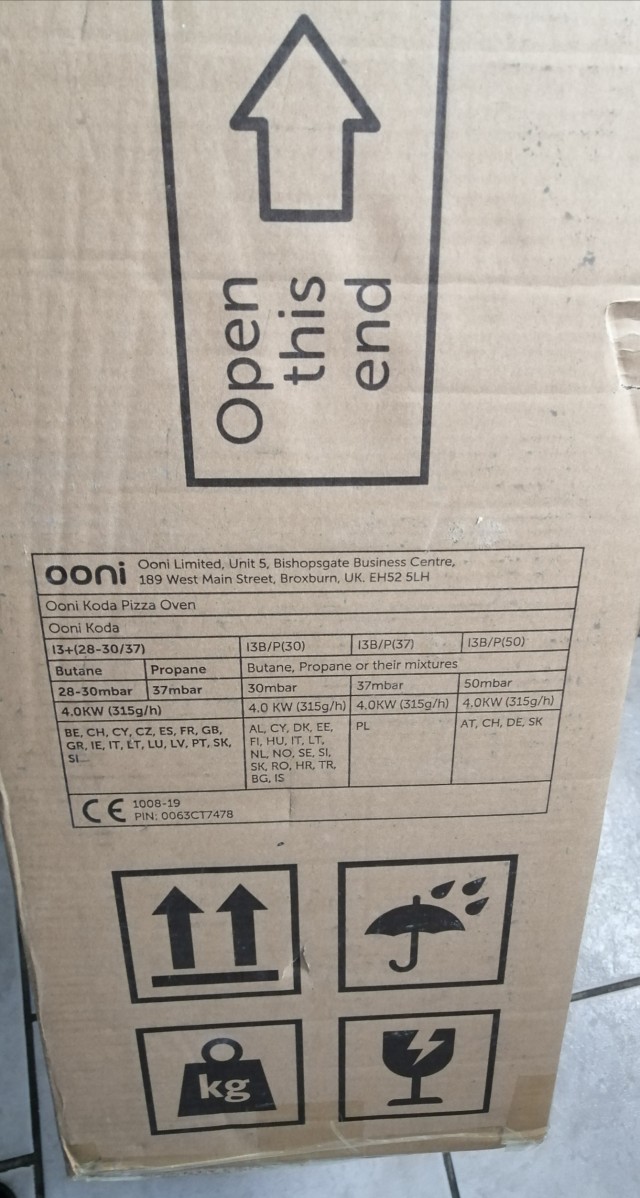 Open
this
end
ooni
Ooni Limited, Unit 5, Bishopsgate Business Centre,
189 West Main Street, Broxburn, UK. EH52 5LH
Ooni Koda Pizza Oven
Ooni Koda
I3+(28-30/37) I3B/P(30) I3B/P(37) I3B/P(50)
Butane Propane Butane, Propane or their mixtures
28-30mbar 37mbar 30mbar 37mbar 50mbar
4.0KW (315g/h) 4.0 KW (315g/h) 4.0KW (315g/h) 4.0KW (315g/h)
BE, CH, CY, CZ, ES, FR, GB,
GR, IE, IT, LT, LU, LV, PT, SK,
SI
AL, CY, DK, EE,
FI, HU, IT, LT,
NL, NO, SE, SI,
SK, RO, HR, TR,
BG, IS
PL
AT, CH, DE, SK
CE
1008-19
PIN: 0063CT7478
kg